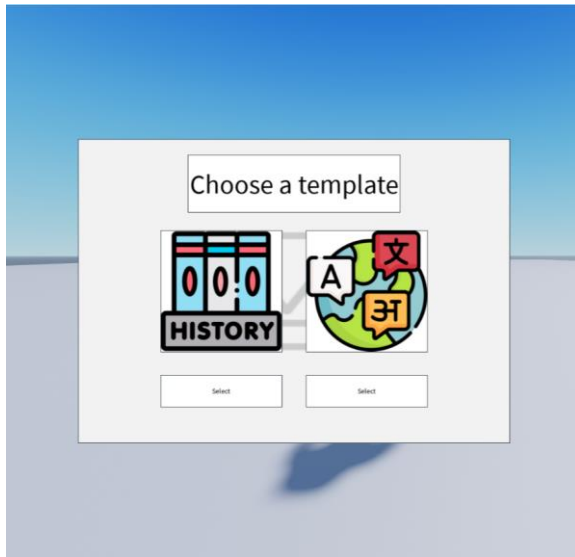 Choose a template
HISTORY
A
文
अ
Select
Select